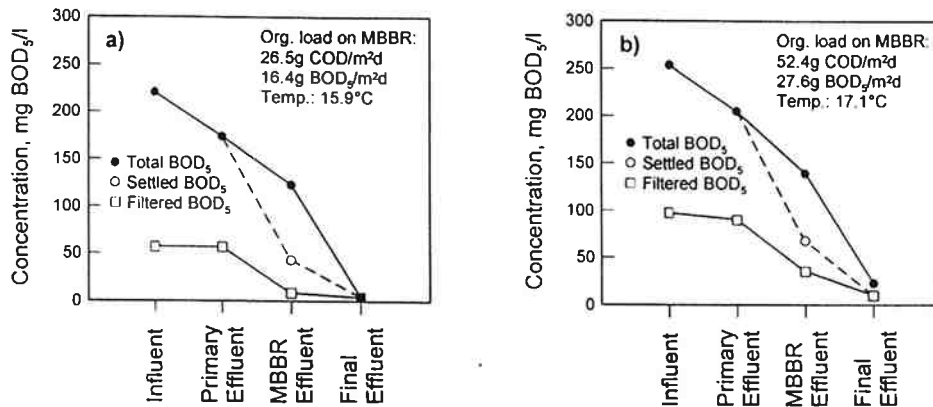 a)
Org. load on MBBR:
26.5g COD/m²d
16.4g BOD₅/m²d
Temp.: 15.9°C
Concentration, mg BOD₅/l
300
250
200
150
100
50
0
Total BOD₅
Settled BOD₅
Filtered BOD₅
Influent
Primary
Effluent
MBBR
Effluent
Final
Effluent
b)
Org. load on MBBR:
52.4g COD/m²d
27.6g BOD₅/m²d
Temp.: 17.1°C
Concentration, mg BOD₅/l
300
250
200
150
100
50
0
Total BOD₅
Settled BOD₅
Filtered BOD₅
Influent
Primary
Effluent
MBBR
Effluent
Final
Effluent